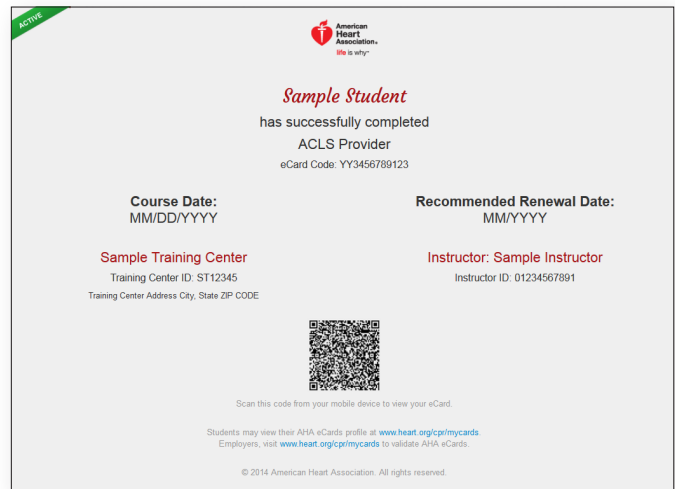 ACTIVE
American
Heart
Association®
life is why™
Sample Student
has successfully completed
ACLS Provider
eCard Code: YY3456789123
Course Date:
MM/DD/YYYY
Recommended Renewal Date:
MM/YYYY
Sample Training Center
Training Center ID: ST12345
Training Center Address City, State ZIP CODE
Instructor: Sample Instructor
Instructor ID: 01234567891
Scan this code from your mobile device to view your eCard.
Students may view their AHA eCards profile at www.heart.org/cpr/mycards.
Employers, visit www.heart.org/cpr/mycards to validate AHA eCards.
© 2014 American Heart Association. All rights reserved.